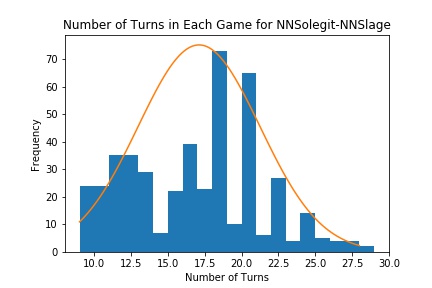 Number of Turns in Each Game for NNSolegit-NNSlage
Frequency
70
60
50
40
30
20
10
0
10.0 12.5 15.0 17.5 20.0 22.5 25.0 27.5 30.0
Number of Turns